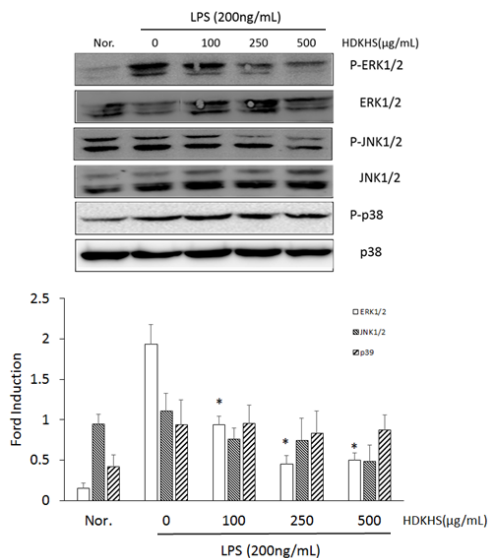 LPS (200ng/mL)
Nor. 0 100 250 500 HDKHS(μg/mL)
P-ERK1/2
ERK1/2
P-JNK1/2
JNK1/2
P-p38
p38
2.5
2
1.5
1
0.5
0
Ford Induction
ERK1/2
JNK1/2
p39
*
*
*
Nor. 0 100 250 500 HDKHS(μg/mL)
LPS (200ng/mL)